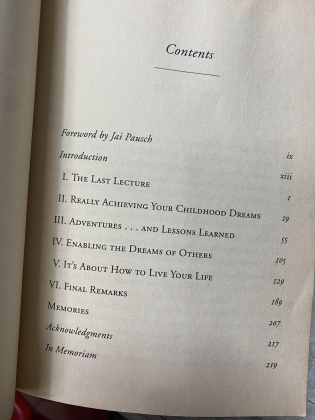 Contents
Foreword by Jai Pausch ix
Introduction xiii
I. The Last Lecture 1
II. Really Achieving Your Childhood Dreams 19
III. Adventures . . . and Lessons Learned 55
IV. Enabling the Dreams of Others 105
V. It's About How to Live Your Life 129
VI. Final Remarks 189
Memories 207
Acknowledgments 217
In Memoriam 219